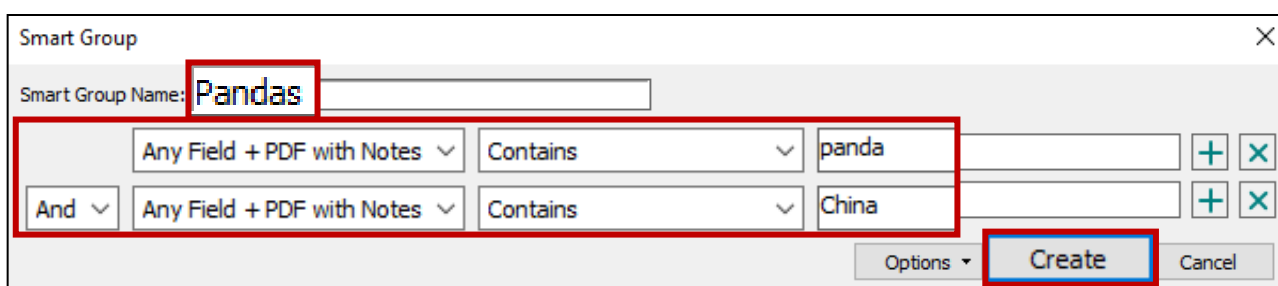 Smart Group
Smart Group Name: Pandas
Any Field + PDF with Notes Contains panda
And Any Field + PDF with Notes Contains China
Options Create Cancel